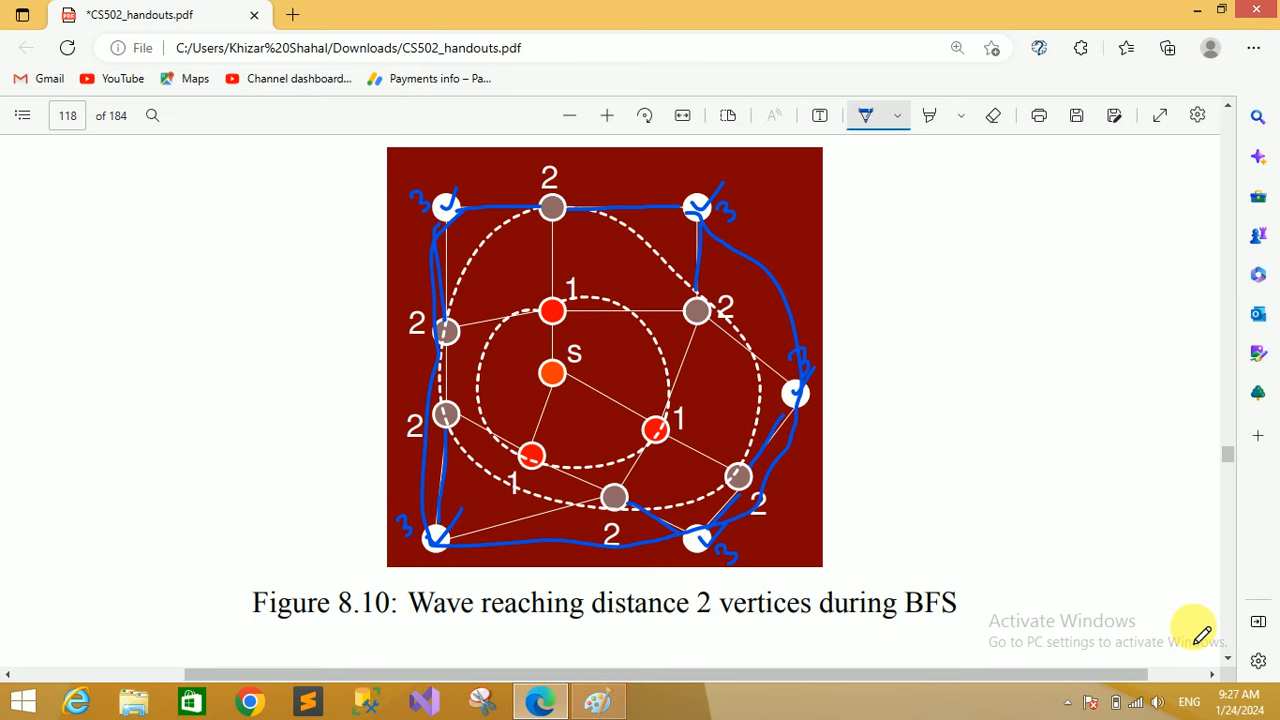 *CS502_handouts.pdf
File C:/Users/Khizar%20Shahal/Downloads/CS502_handouts.pdf
Gmail YouTube Maps Channel dashboard... Payments info – Pa...
118 of 184
2
3 3
1
2 2
s 3
2 1
1 2
3 2 3
Figure 8.10: Wave reaching distance 2 vertices during BFS
Activate Windows
Go to PC settings to activate Windows.
ENG 9:27 AM
1/24/2024